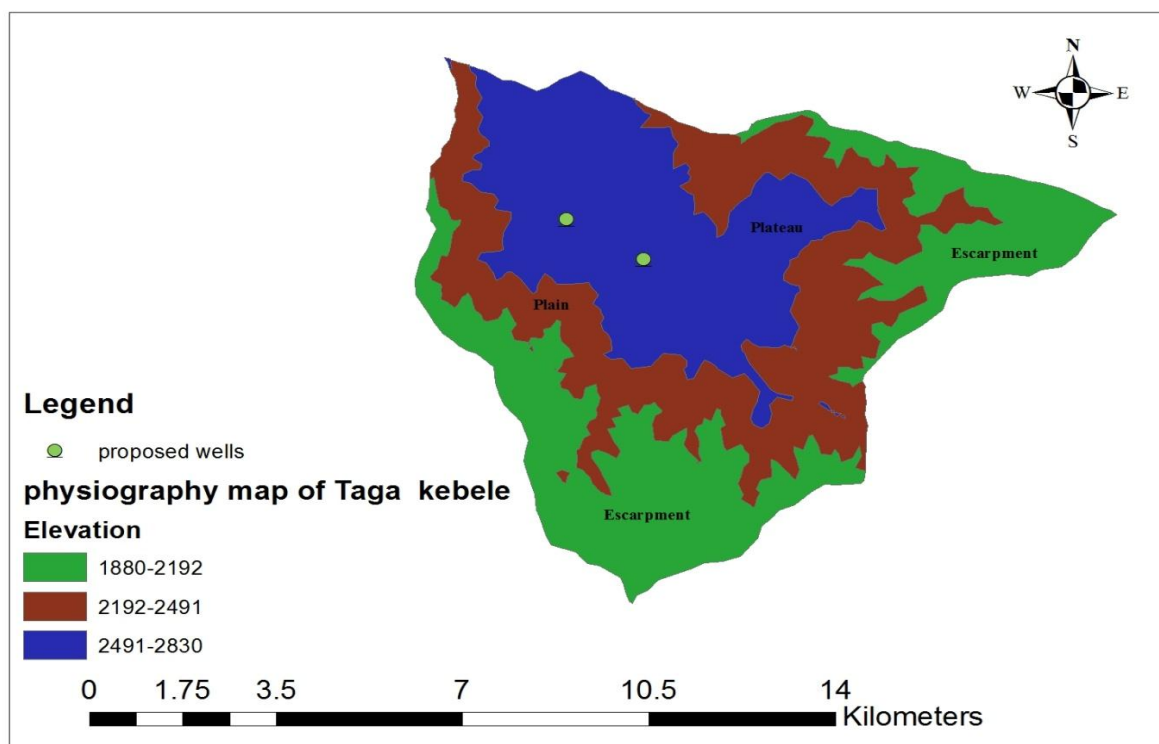 N
W E
S
Plateau
Escarpment
Plain
Legend
proposed wells
physiography map of Taga kebele
Escarpment
Elevation
1880-2192
2192-2491
2491-2830
0 1.75 3.5 7 10.5 14
Kilometers